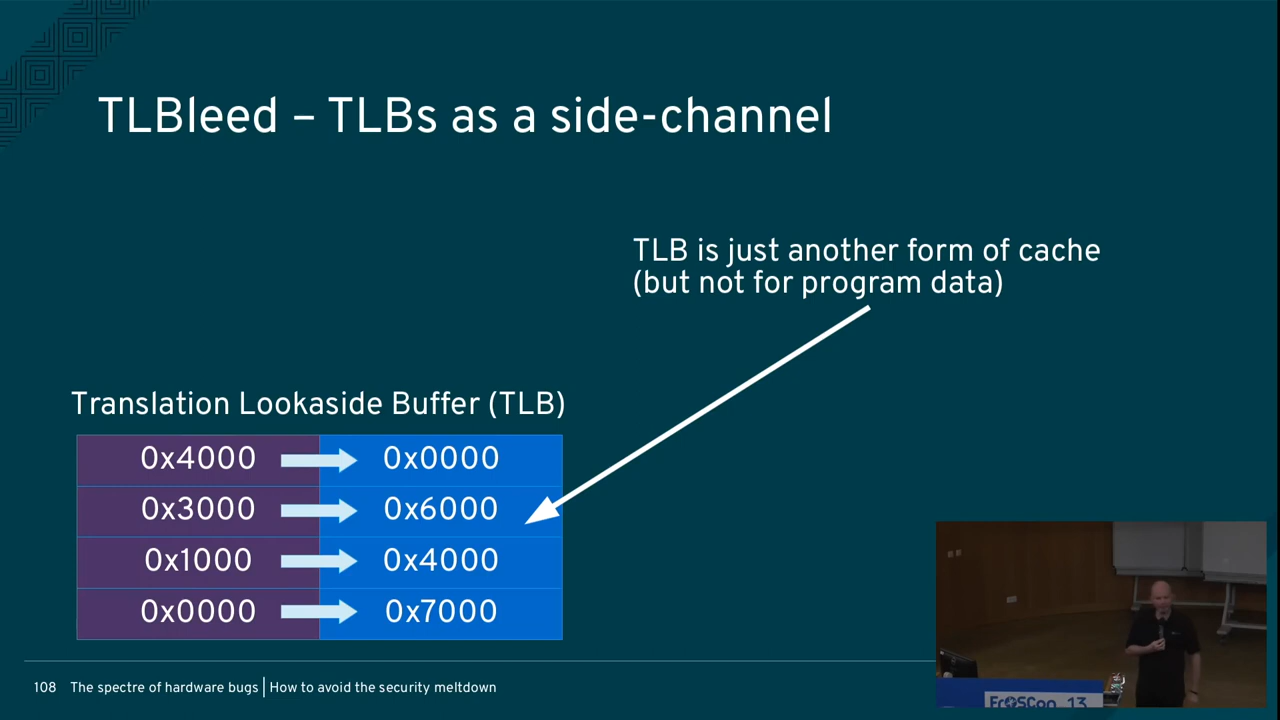 TLBleed – TLBs as a side-channel
TLB is just another form of cache
(but not for program data)
Translation Lookaside Buffer (TLB)
0x4000 0x0000
0x3000 0x6000
0x1000 0x4000
0x0000 0x7000
108 The spectre of hardware bugs | How to avoid the security meltdown
FrOSCon 13